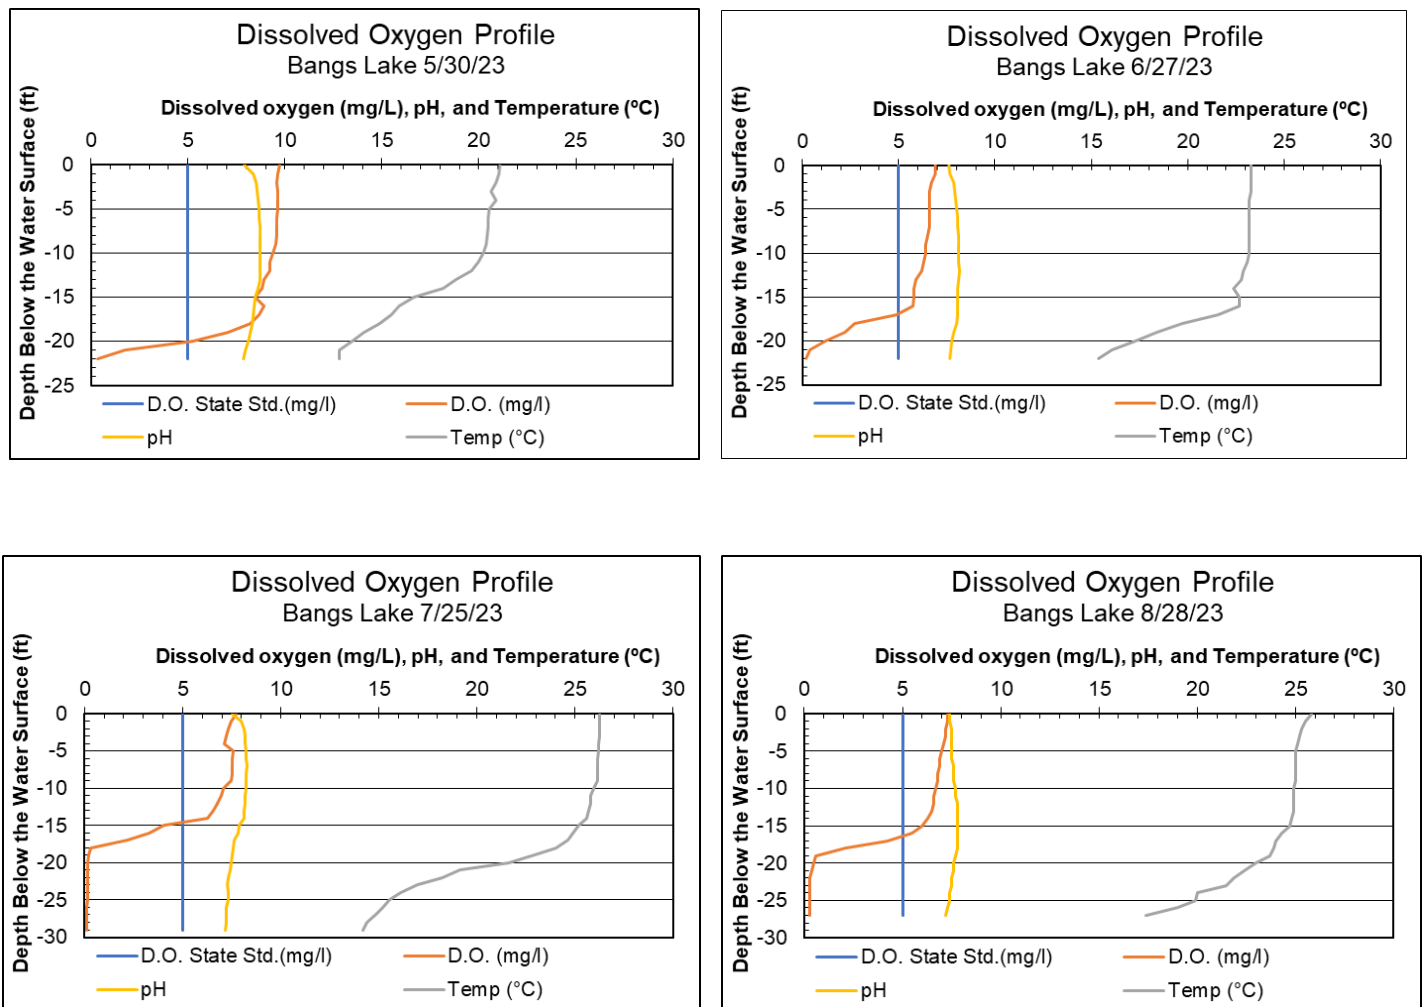 Dissolved Oxygen Profile
Bangs Lake 5/30/23
Dissolved oxygen (mg/L), pH, and Temperature (ºC)
Depth Below the Water Surface (ft)
0 5 10 15 20 25 30
0
-5
-10
-15
-20
-25
D.O. State Std.(mg/l) D.O. (mg/l)
pH Temp (°C)
Dissolved Oxygen Profile
Bangs Lake 6/27/23
Dissolved oxygen (mg/L), pH, and Temperature (ºC)
Depth Below the Water Surface (ft)
0 5 10 15 20 25 30
0
-5
-10
-15
-20
-25
D.O. State Std.(mg/l) D.O. (mg/l)
pH Temp (°C)
Dissolved Oxygen Profile
Bangs Lake 7/25/23
Dissolved oxygen (mg/L), pH, and Temperature (ºC)
Depth Below the Water Surface (ft)
0 5 10 15 20 25 30
0
-5
-10
-15
-20
-25
-30
D.O. State Std.(mg/l) D.O. (mg/l)
pH Temp (°C)
Dissolved Oxygen Profile
Bangs Lake 8/28/23
Dissolved oxygen (mg/L), pH, and Temperature (ºC)
Depth Below the Water Surface (ft)
0 5 10 15 20 25 30
0
-5
-10
-15
-20
-25
-30
D.O. State Std.(mg/l) D.O. (mg/l)
pH Temp (°C)